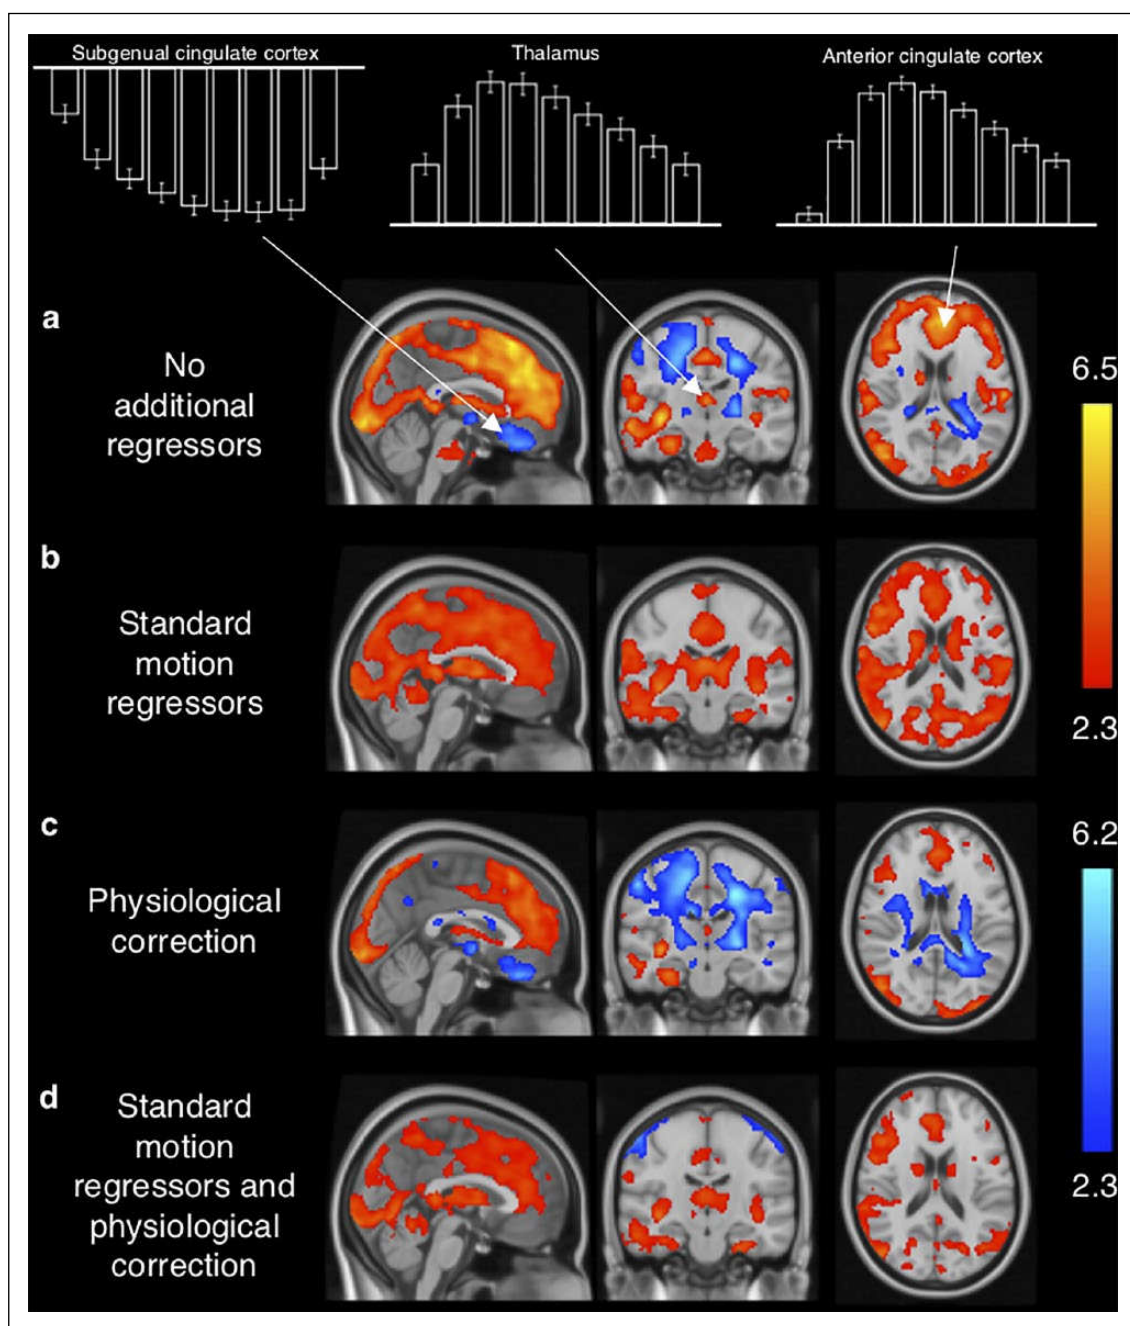 Subgenual cingulate cortex
Thalamus
Anterior cingulate cortex
a
No
additional
regressors
6.5
2.3
b
Standard
motion
regressors
c
Physiological
correction
6.2
2.3
d
Standard
motion
regressors and
physiological
correction